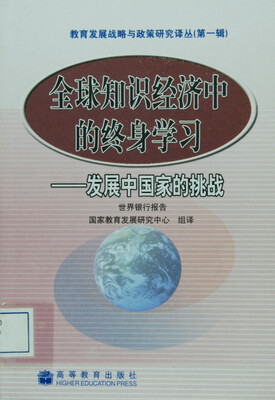 教育发展战略与政策研究译丛(第一辑)
全球知识经济中
的终身学习
——发展中国家的挑战
世界银行报告
国家教育发展研究中心 组译
高等教育出版社
HIGHER EDUCATION PRESS